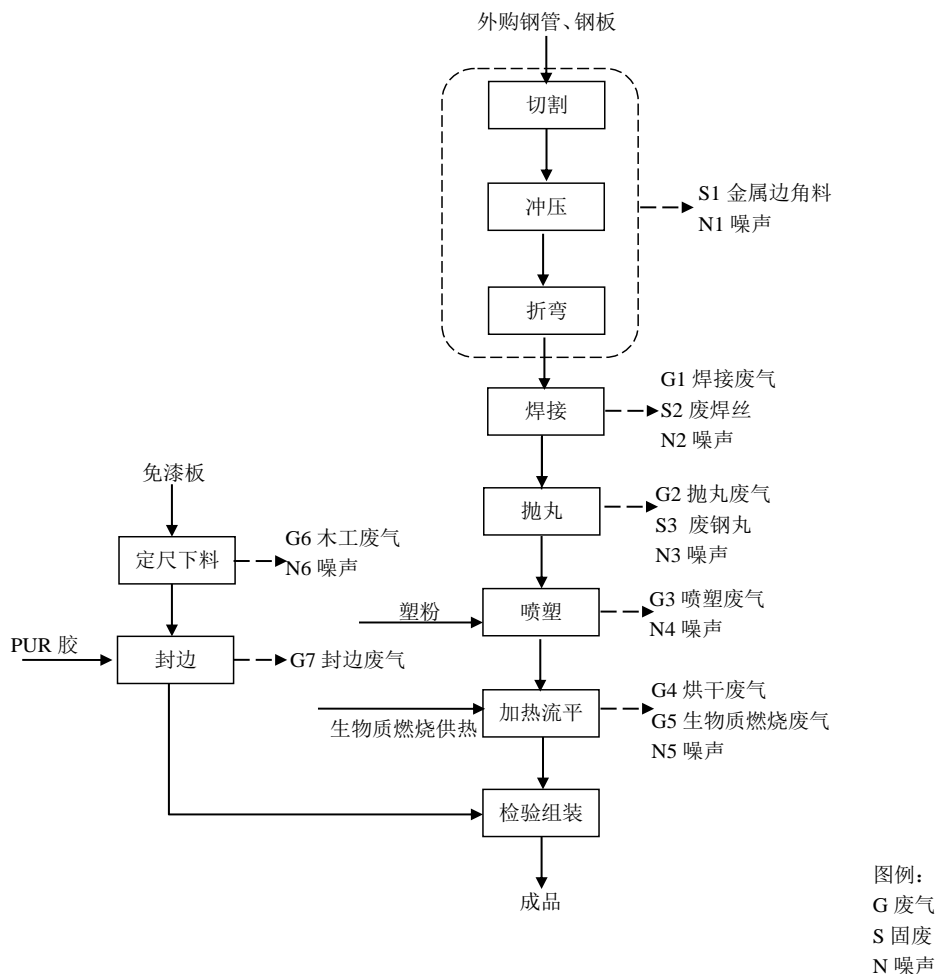 外购钢管、钢板
切割
冲压
S1 金属边角料
N1 噪声
折弯
G1 焊接废气
焊接
S2 废焊丝
N2 噪声
免漆板
G2 抛丸废气
抛丸
S3 废钢丸
N3 噪声
G6 木工废气
定尺下料
N6 噪声
塑粉
喷塑
G3 喷塑废气
N4 噪声
PUR 胶
封边
G7 封边废气
G4 烘干废气
生物质燃烧供热
加热流平
G5 生物质燃烧废气
N5 噪声
检验组装
成品
图例：
G 废气
S 固废
N 噪声